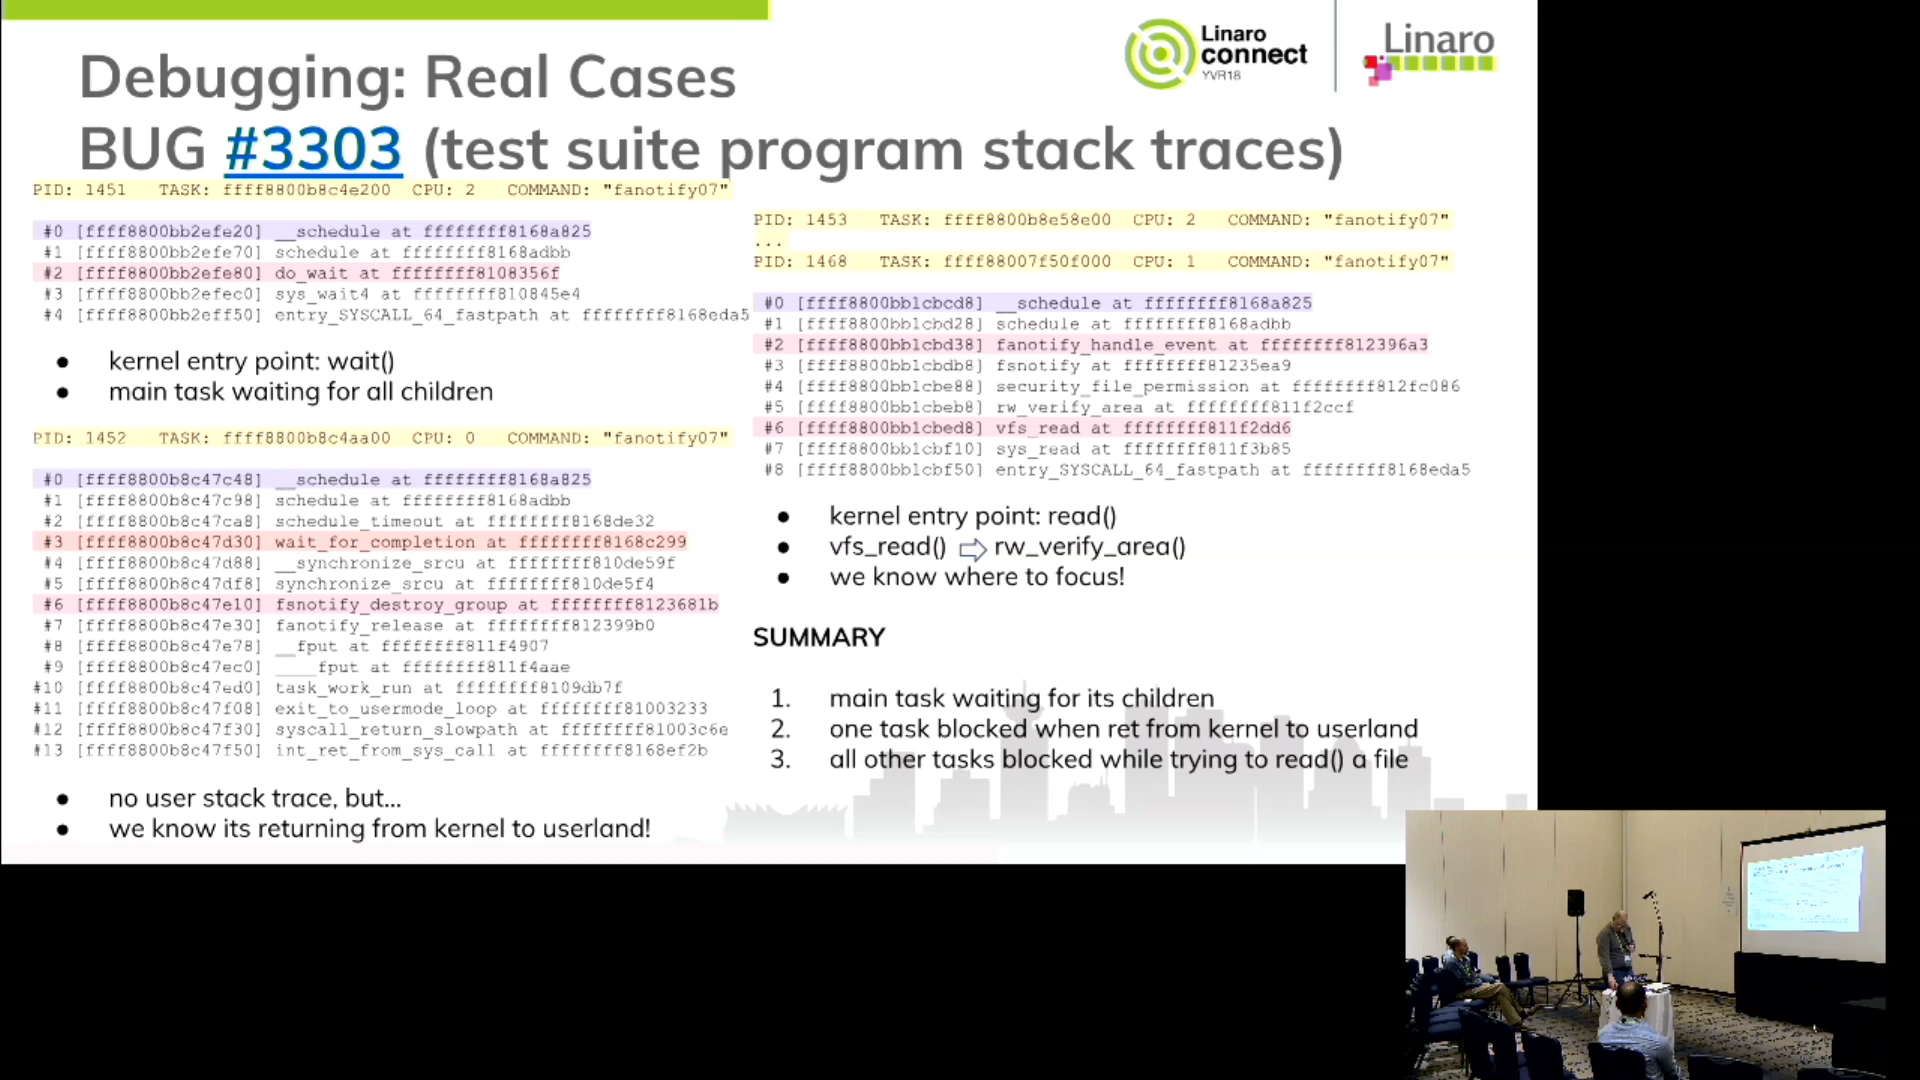 Debugging: Real Cases
BUG #3303 (test suite program stack traces)
Linaro
connect
YVR18
Linaro
PID: 1451 TASK: ffff8800b8c4e200 CPU: 2 COMMAND: "fanotify07"
#0 [ffff8800bb2efe20] __schedule at ffffffff8168a825
#1 [ffff8800bb2efe70] schedule at ffffffff8168adbb
#2 [ffff8800bb2efe80] do_wait at ffffffff8108356f
#3 [ffff8800bb2efec0] sys_wait4 at ffffffff810845e4
#4 [ffff8800bb2eff50] entry_SYSCALL_64_fastpath at ffffffff8168eda5
● kernel entry point: wait()
● main task waiting for all children
PID: 1452 TASK: ffff8800b8c4aa00 CPU: 0 COMMAND: "fanotify07"
#0 [ffff8800b8c47c48] __schedule at ffffffff8168a825
#1 [ffff8800b8c47c98] schedule at ffffffff8168adbb
#2 [ffff8800b8c47ca8] schedule_timeout at ffffffff8168de32
#3 [ffff8800b8c47d30] wait_for_completion at ffffffff8168c299
#4 [ffff8800b8c47d88] __synchronize_srcu at ffffffff810de59f
#5 [ffff8800b8c47df8] synchronize_srcu at ffffffff810de5f4
#6 [ffff8800b8c47e10] fsnotify_destroy_group at ffffffff8123681b
#7 [ffff8800b8c47e30] fanotify_release at ffffffff812399b0
#8 [ffff8800b8c47e78] __fput at ffffffff811f4907
#9 [ffff8800b8c47ec0] ____fput at ffffffff811f4aae
#10 [ffff8800b8c47ed0] task_work_run at ffffffff8109db7f
#11 [ffff8800b8c47f08] exit_to_usermode_loop at ffffffff81003233
#12 [ffff8800b8c47f30] syscall_return_slowpath at ffffffff81003c6e
#13 [ffff8800b8c47f50] int_ret_from_sys_call at ffffffff8168ef2b
● no user stack trace, but...
● we know its returning from kernel to userland!
PID: 1453 TASK: ffff8800b8e58e00 CPU: 2 COMMAND: "fanotify07"
...
PID: 1468 TASK: ffff88007f50f000 CPU: 1 COMMAND: "fanotify07"
#0 [ffff8800bb1cbcd8] __schedule at ffffffff8168a825
#1 [ffff8800bb1cbd28] schedule at ffffffff8168adbb
#2 [ffff8800bb1cbd38] fanotify_handle_event at ffffffff812396a3
#3 [ffff8800bb1cbdb8] fsnotify at ffffffff81235ea9
#4 [ffff8800bb1cbe88] security_file_permission at ffffffff812fc086
#5 [ffff8800bb1cbeb8] rw_verify_area at ffffffff811f2ccf
#6 [ffff8800bb1cbed8] vfs_read at ffffffff811f2dd6
#7 [ffff8800bb1cbf10] sys_read at ffffffff811f3b85
#8 [ffff8800bb1cbf50] entry_SYSCALL_64_fastpath at ffffffff8168eda5
● kernel entry point: read()
● vfs_read() ⇨ rw_verify_area()
● we know where to focus!
SUMMARY
1. main task waiting for its children
2. one task blocked when ret from kernel to userland
3. all other tasks blocked while trying to read() a file